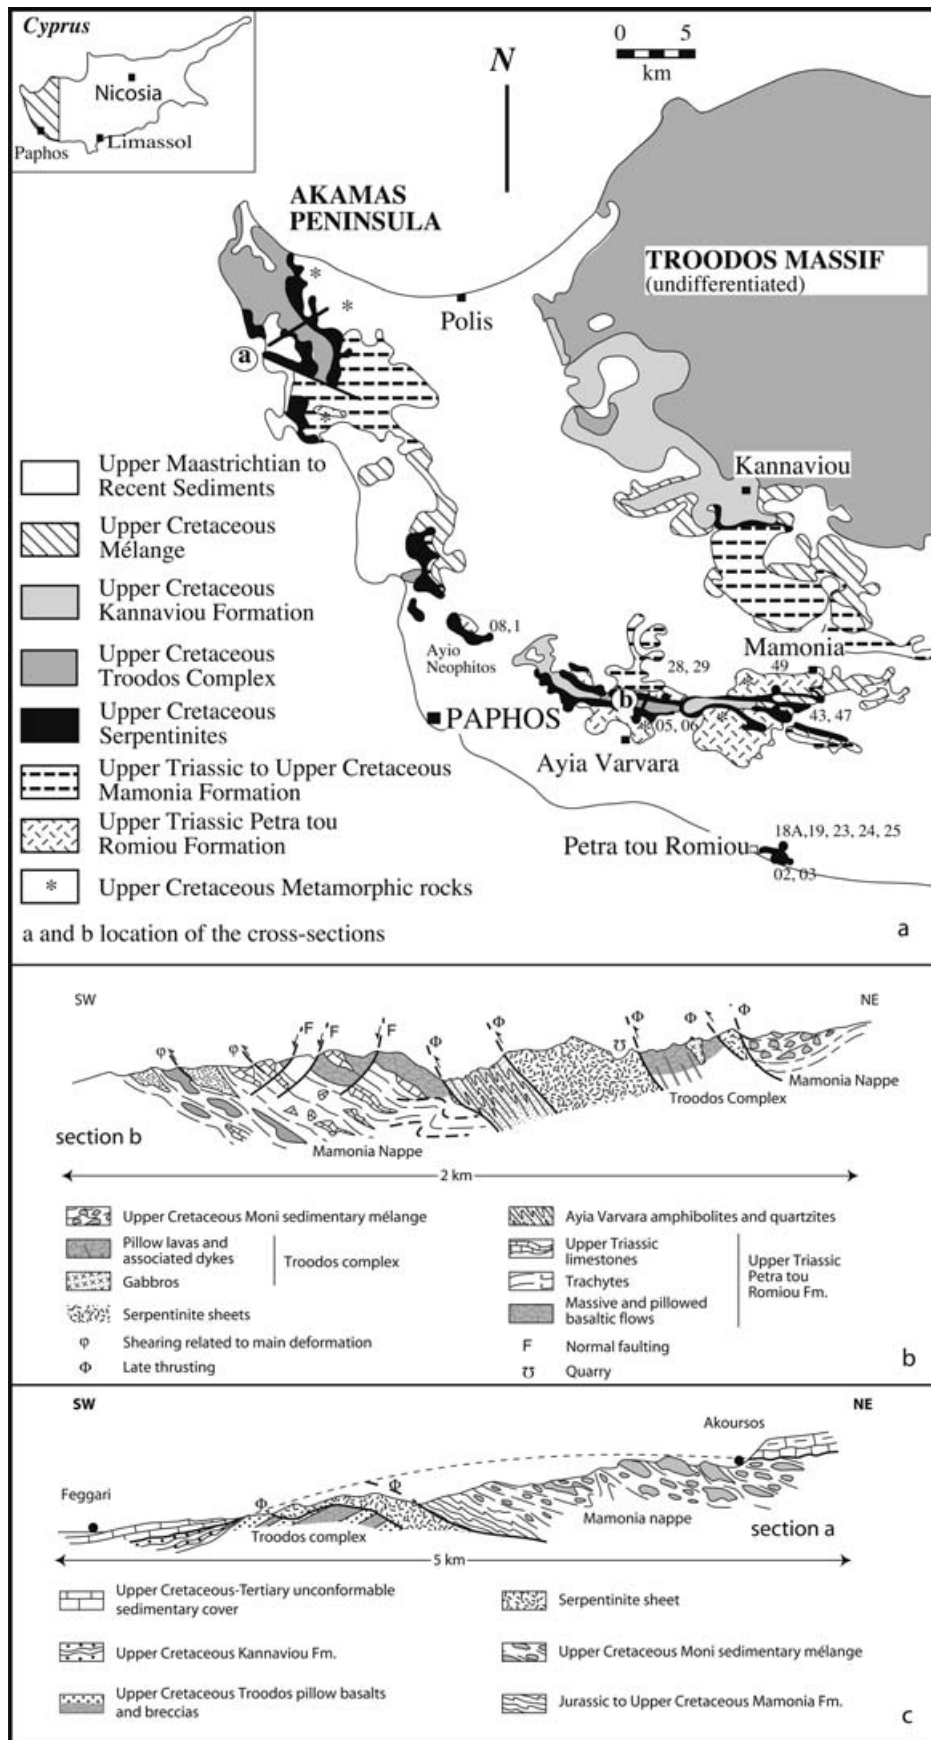 Cyprus
Nicosia
Paphos
Limassol
0 5
km
N
AKAMAS
PENINSULA
TROODOS MASSIF
(undifferentiated)
Polis
a
Kannaviou
Upper Maastrichtian to
Recent Sediments
Upper Cretaceous
Mélange
Upper Cretaceous
Kannaviou Formation
Upper Cretaceous
Troodos Complex
Upper Cretaceous
Serpentinites
Upper Triassic to Upper Cretaceous
Mamonia Formation
Upper Triassic Petra tou
Romiou Formation
* Upper Cretaceous Metamorphic rocks
a and b location of the cross-sections
08, 1
Ayio
Neophitos
28, 29
Mamonia
49
b
PAPHOS
05, 06
43, 47
Ayia Varvara
18A,19, 23, 24, 25
Petra tou Romiou
02, 03
a
SW
NE
φ
φ
F
F
F
Φ
Φ
Ʊ
Φ
Φ
Φ
Mamonia Nappe
Troodos Complex
section b
Mamonia Nappe
2 km
Upper Cretaceous Moni sedimentary mélange
Pillow lavas and
associated dykes
Troodos complex
Gabbros
Serpentinite sheets
φ Shearing related to main deformation
Φ Late thrusting
Ayia Varvara amphibolites and quartzites
Upper Triassic
limestones
Trachytes
Massive and pillowed
basaltic flows
Upper Triassic
Petra tou
Romiou Fm.
F Normal faulting
Ʊ Quarry
b
SW
NE
Akoursos
Feggari
Φ
Φ
Troodos complex
Mamonia nappe
section a
5 km
Upper Cretaceous-Tertiary unconformable
sedimentary cover
Upper Cretaceous Kannaviou Fm.
Upper Cretaceous Troodos pillow basalts
and breccias
Serpentinite sheet
Upper Cretaceous Moni sedimentary mélange
Jurassic to Upper Cretaceous Mamonia Fm.
c